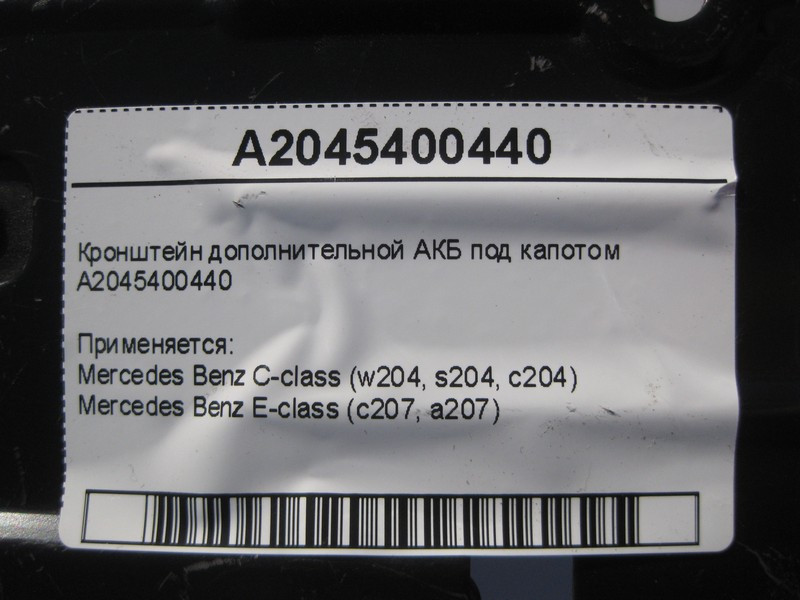 A2045400440
Кронштейн дополнительной АКБ под капотом
A2045400440
Применяется:
Mercedes Benz C-class (w204, s204, c204)
Mercedes Benz E-class (c207, a207)